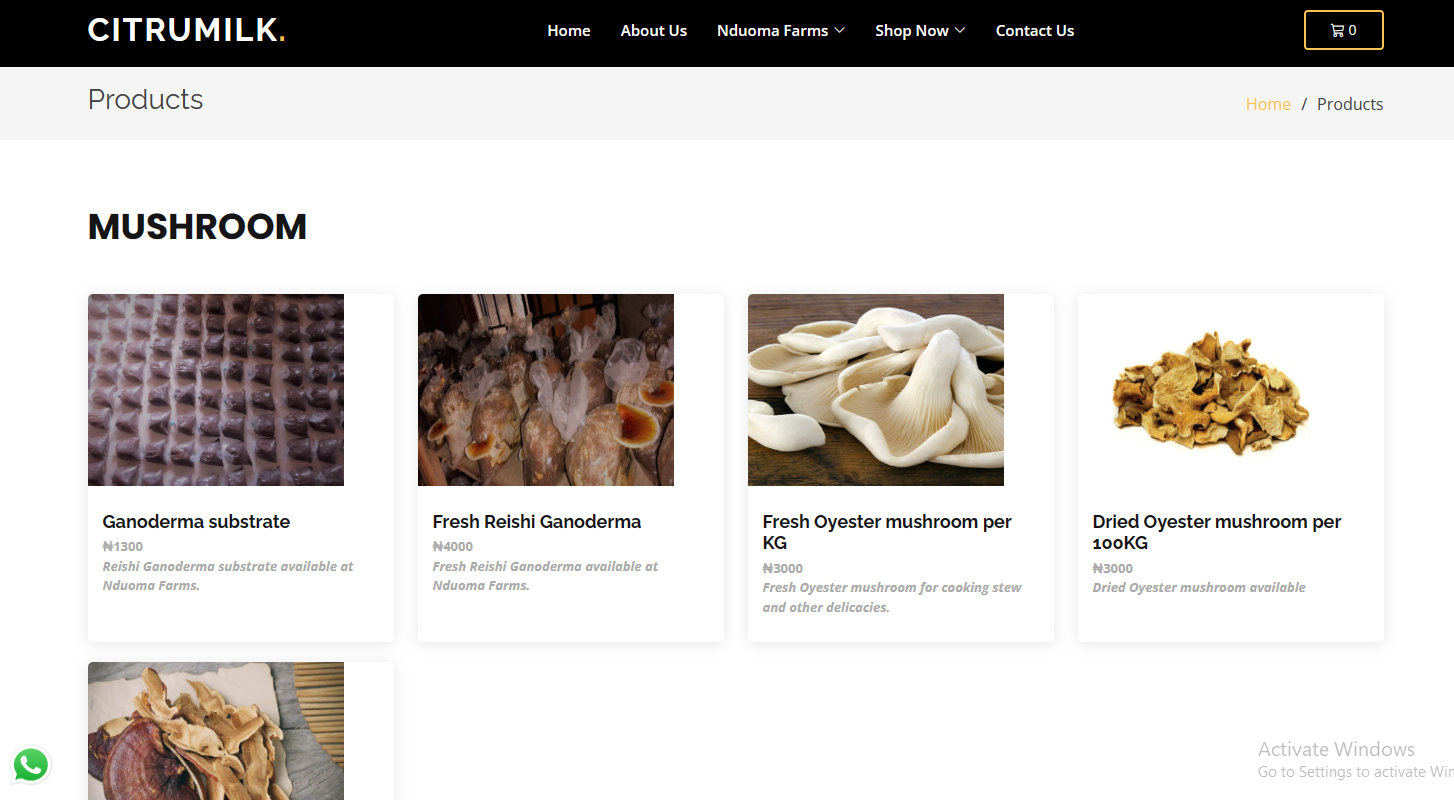 CITRUMILK.
Home About Us Nduoma Farms Shop Now Contact Us
0
Products
Home / Products
MUSHROOM
Ganoderma substrate
₦1300
Reishi Ganoderma substrate available at
Nduoma Farms.
Fresh Reishi Ganoderma
₦4000
Fresh Reishi Ganoderma available at
Nduoma Farms.
Fresh Oyester mushroom per
KG
₦3000
Fresh Oyester mushroom for cooking stew
and other delicacies.
Dried Oyester mushroom per
100KG
₦3000
Dried Oyester mushroom available
Activate Windows
Go to Settings to activate Win